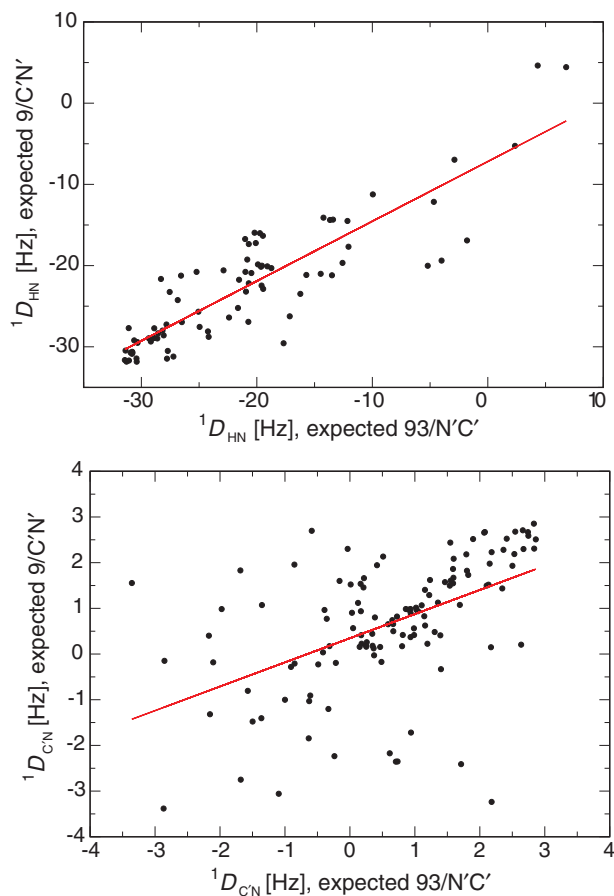 10
0
-10
-20
-30
-30 -20 -10 0 10
¹D_HN [Hz], expected 9/C′N′
¹D_HN [Hz], expected 93/N′C′
4
3
2
1
0
-1
-2
-3
-4
-4 -3 -2 -1 0 1 2 3 4
¹D_C′N [Hz], expected 9/C′N′
¹D_C′N [Hz], expected 93/N′C′